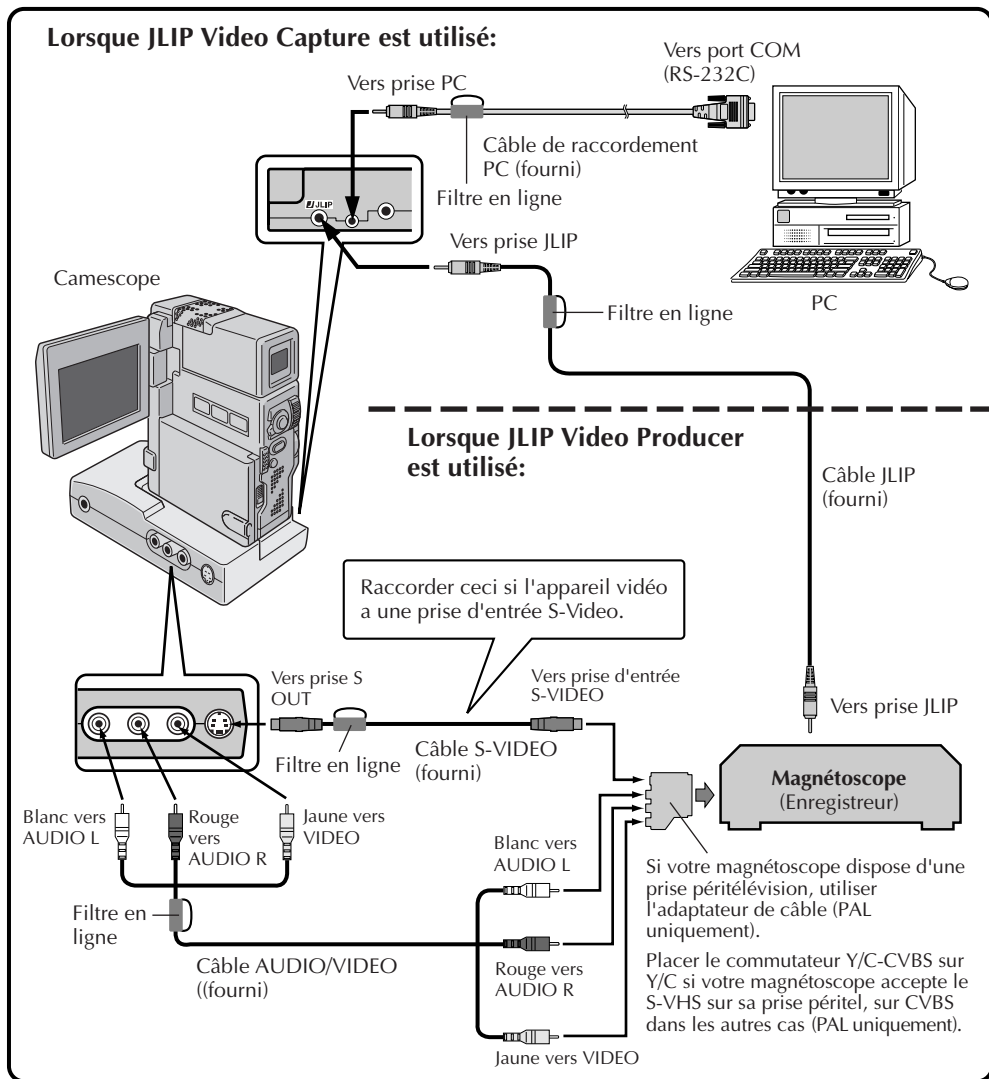 Lorsque JLIP Video Capture est utilisé:
Vers port COM
(RS-232C)
Vers prise PC
Câble de raccordement
PC (fourni)
Filtre en ligne
JLIP
Vers prise JLIP
Camescope
Filtre en ligne
PC
Lorsque JLIP Video Producer
est utilisé:
Câble JLIP
(fourni)
Raccorder ceci si l'appareil vidéo
a une prise d'entrée S-Video.
Vers prise S
OUT
Vers prise d'entrée
S-VIDEO
Vers prise JLIP
Filtre en ligne
Câble S-VIDEO
(fourni)
Magnétoscope
(Enregistreur)
Blanc vers
AUDIO L
Rouge
vers
AUDIO R
Jaune vers
VIDEO
Blanc vers
AUDIO L
Si votre magnétoscope dispose d'une
prise péritélévision, utiliser
l'adaptateur de câble (PAL
uniquement).
Filtre en
ligne
Câble AUDIO/VIDEO
((fourni)
Rouge vers
AUDIO R
Placer le commutateur Y/C-CVBS sur
Y/C si votre magnétoscope accepte le
S-VHS sur sa prise péritel, sur CVBS
dans les autres cas (PAL uniquement).
Jaune vers VIDEO